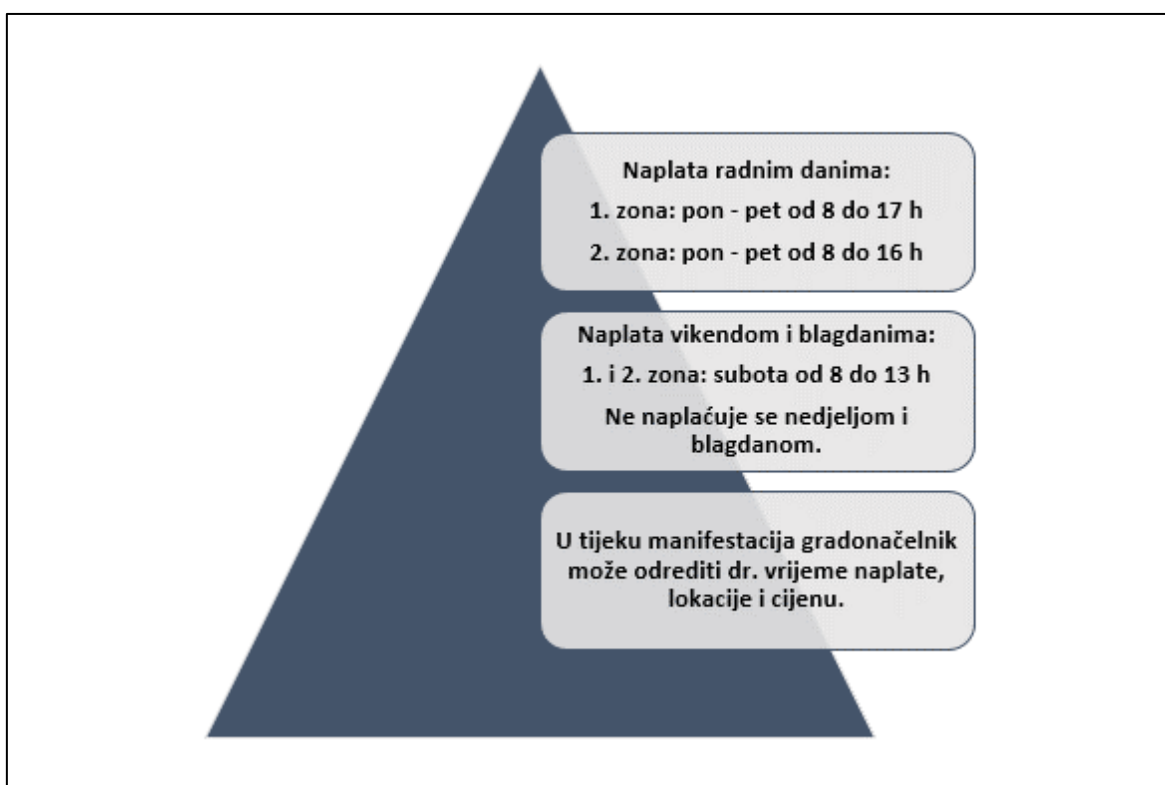 Naplata radnim danima:
1. zona: pon - pet od 8 do 17 h
2. zona: pon - pet od 8 do 16 h
Naplata vikendom i blagdanima:
1. i 2. zona: subota od 8 do 13 h
Ne naplaćuje se nedjeljom i
blagdanom.
U tijeku manifestacija gradonačelnik
može odrediti dr. vrijeme naplate,
lokacije i cijenu.